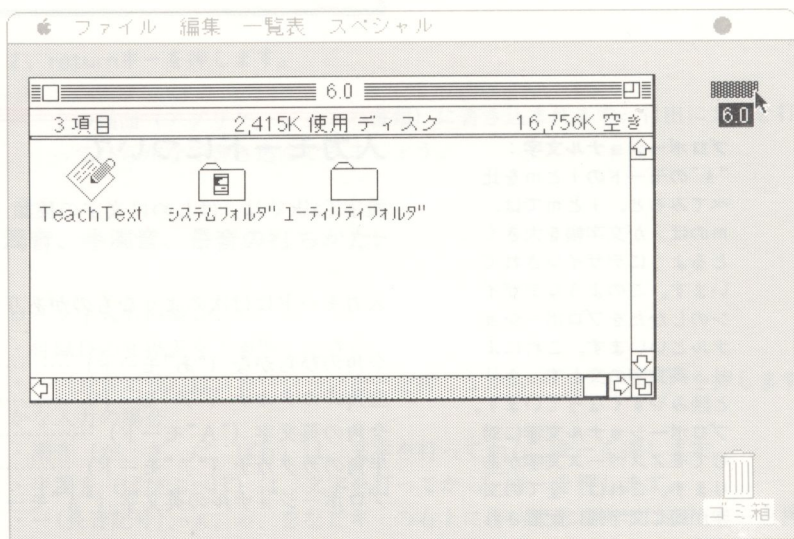 ファイル 編集 一覧表 スペシャル
6.0
3 項目 2,415K 使用 ディスク 16,756K 空き
6.0
TeachText システムフォルダ ユーティリティフォルダ
ゴミ箱